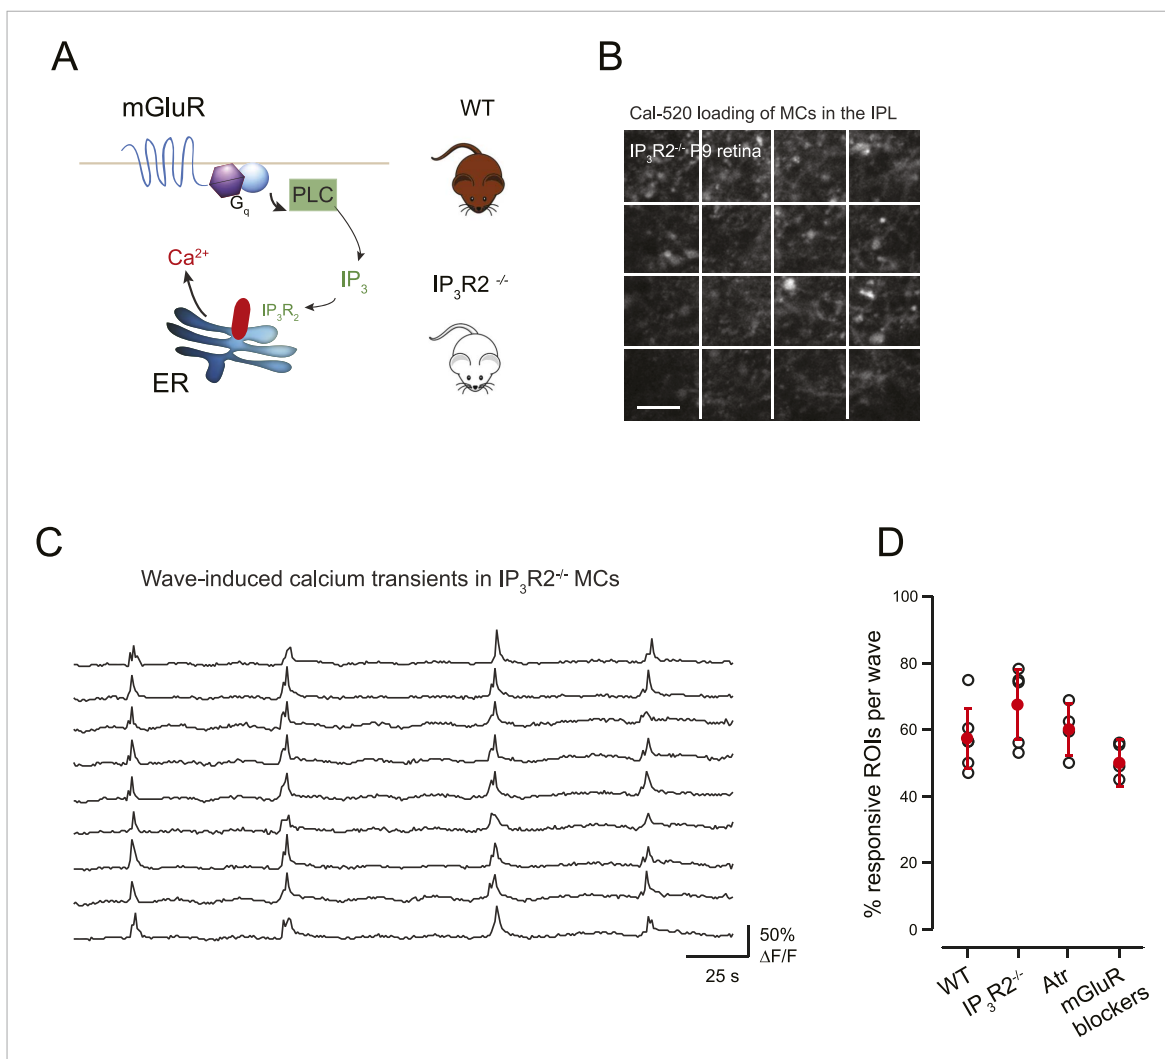 A
mGluR
WT
G_q
PLC
Ca²⁺
IP₃
IP₃R₂
IP₃R2 ⁻/⁻
ER
B
Cal-520 loading of MCs in the IPL
IP₃R2⁻/⁻ P9 retina
C
Wave-induced calcium transients in IP₃R2⁻/⁻ MCs
50%
ΔF/F
25 s
D
% responsive ROIs per wave
100
80
60
40
20
0
WT
IP₃R2⁻/⁻
Atr
mGluR
blockers